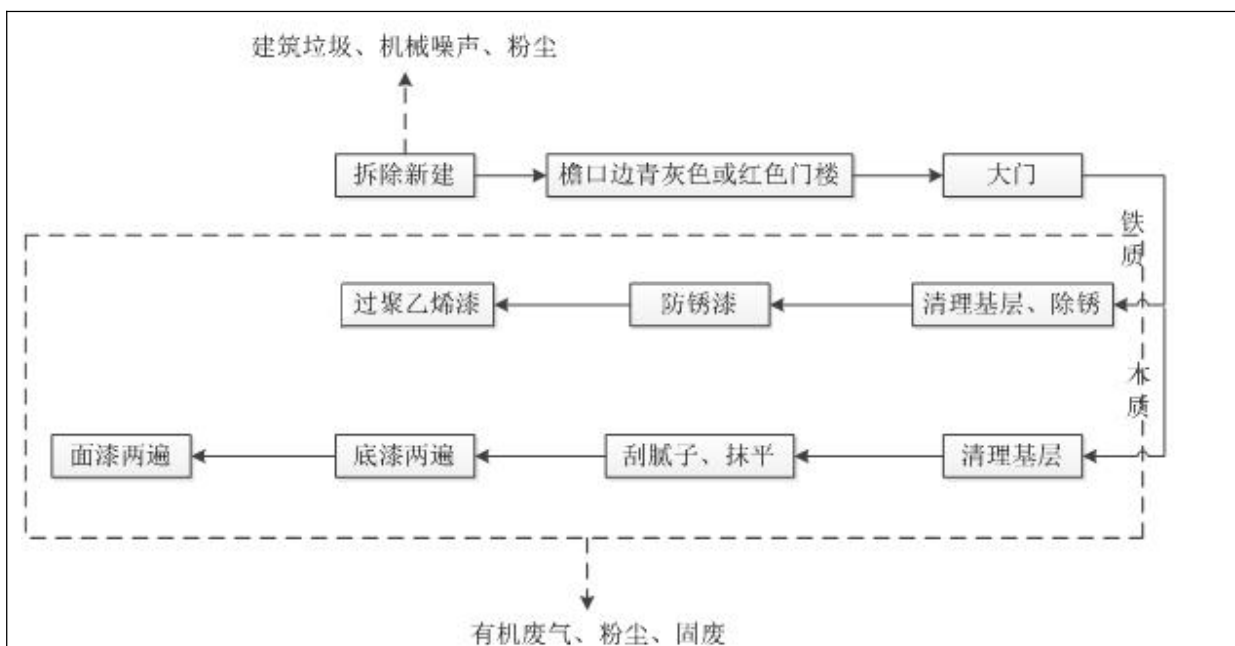 建筑垃圾、机械噪声、粉尘
拆除新建
檐口边青灰色或红色门楼
大门
铁质
过聚乙烯漆
防锈漆
清理基层、除锈
木质
面漆两遍
底漆两遍
刮腻子、抹平
清理基层
有机废气、粉尘、固废